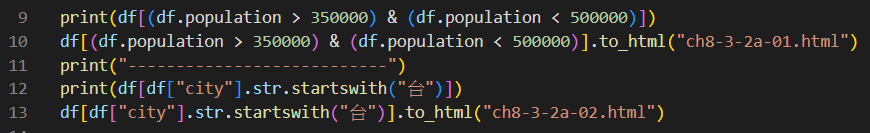 9 print(df[(df.population > 350000) & (df.population < 500000)])
10 df[(df.population > 350000) & (df.population < 500000)].to_html("ch8-3-2a-01.html")
11 print("---------------------------")
12 print(df[df["city"].str.startswith("台")])
13 df[df["city"].str.startswith("台")].to_html("ch8-3-2a-02.html")